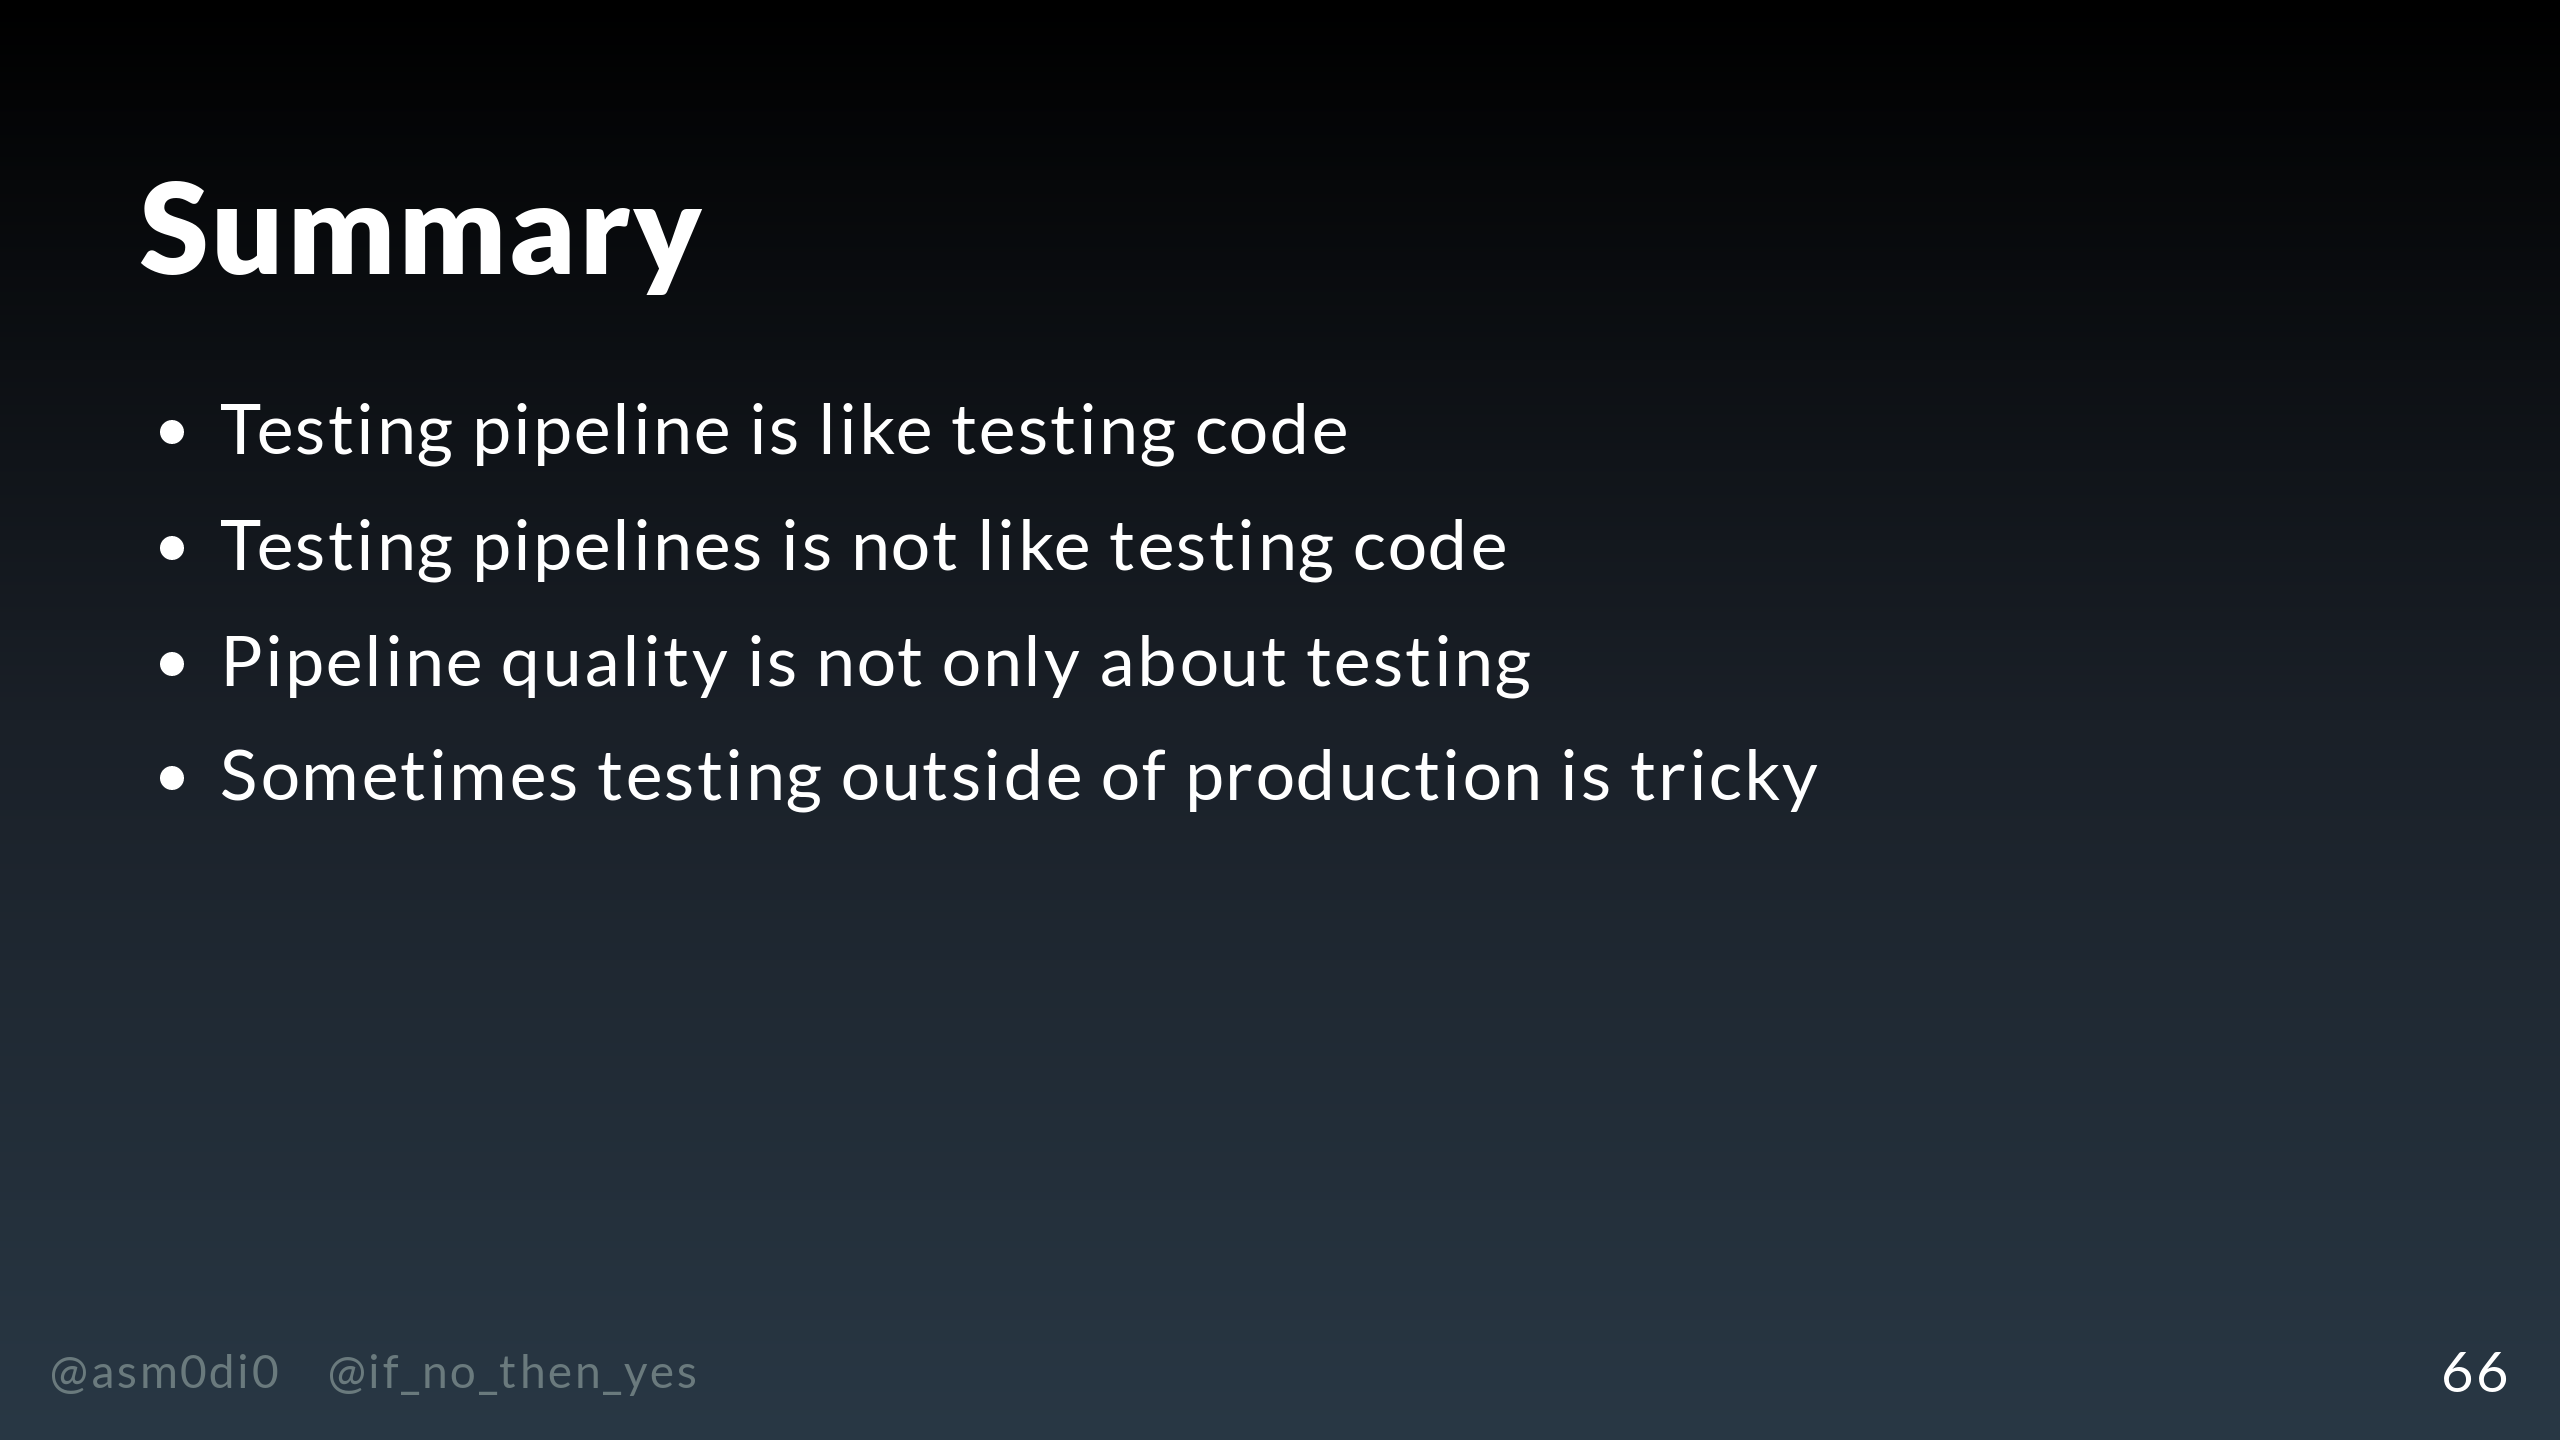 Summary
• Testing pipeline is like testing code
• Testing pipelines is not like testing code
• Pipeline quality is not only about testing
• Sometimes testing outside of production is tricky
@asm0di0 @if_no_then_yes
66